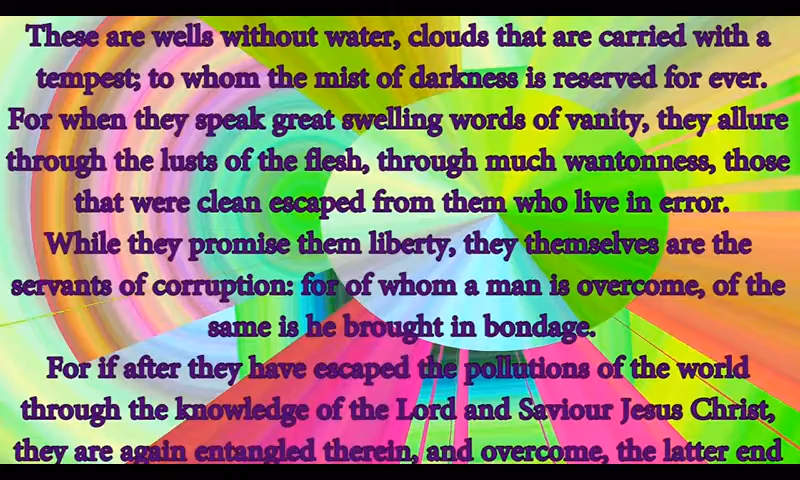 These are wells without water, clouds that are carried with a
tempest; to whom the mist of darkness is reserved for ever.
For when they speak great swelling words of vanity, they allure
through the lusts of the flesh, through much wantonness, those
that were clean escaped from them who live in error.
While they promise them liberty, they themselves are the
servants of corruption: for of whom a man is overcome, of the
same is he brought in bondage.
For if after they have escaped the pollutions of the world
through the knowledge of the Lord and Saviour Jesus Christ,
they are again entangled therein, and overcome, the latter end